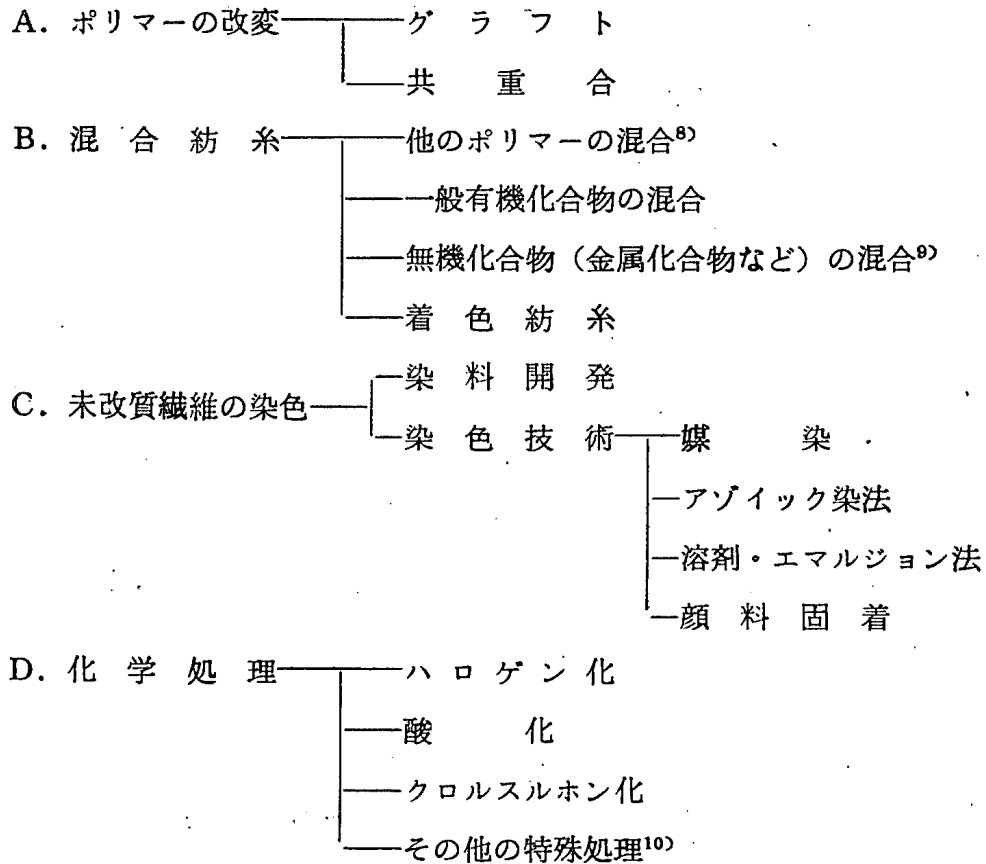 A. ポリマーの改変 グラフト
共重合
B. 混合紡糸 他のポリマーの混合8)
一般有機化合物の混合
無機化合物（金属化合物など）の混合9)
着色紡糸
染料開発
C. 未改質繊維の染色
染色技術 媒染
アゾイック染法
溶剤・エマルジョン法
顔料固着
D. 化学処理 ハロゲン化
酸化
クロルスルホン化
その他の特殊処理10)